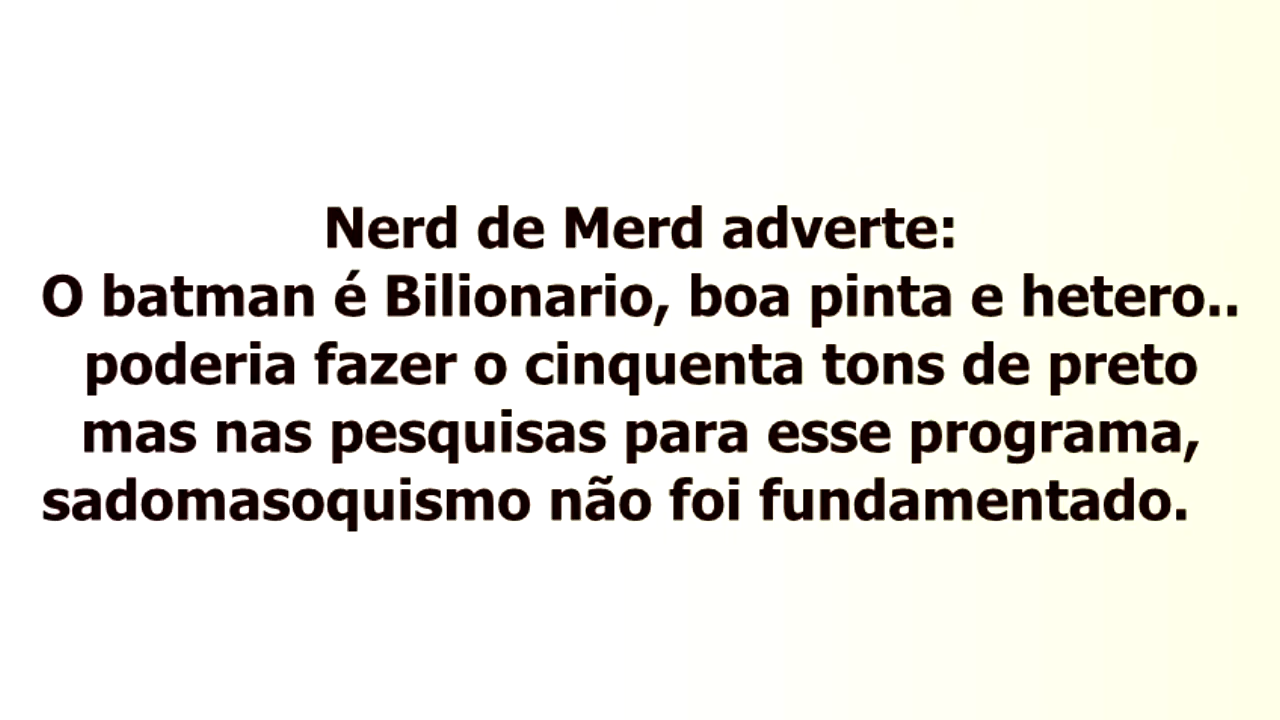 Nerd de Merd adverte:
O batman é Bilionario, boa pinta e hetero..
poderia fazer o cinquenta tons de preto
mas nas pesquisas para esse programa,
sadomasoquismo não foi fundamentado.